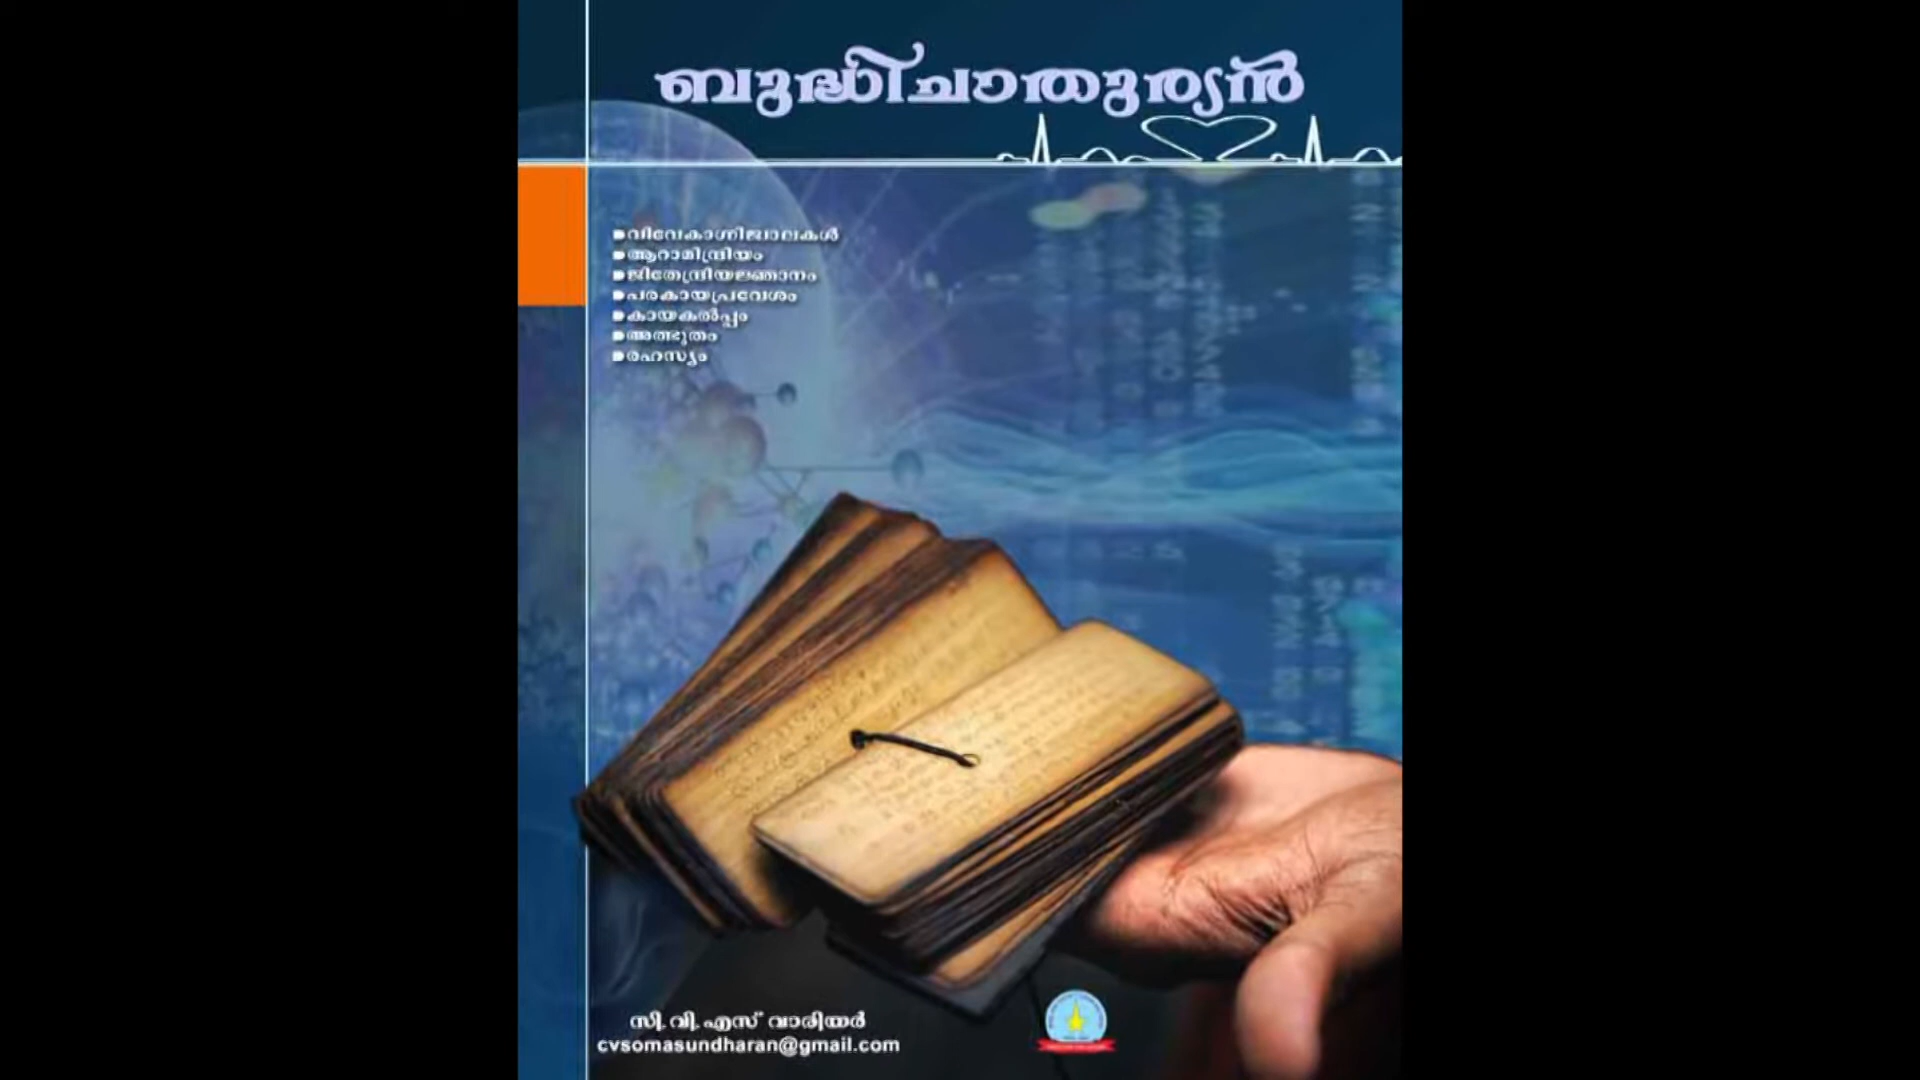 ബുദ്ധിചാതുര്യൻ
വിവേകാഗ്നിജ്വാലകൾ
ആറാമിന്ദ്രിയം
ജിതേന്ദ്രിയജ്ഞാനം
പരകായപ്രവേശം
കായകൽപ്പം
അത്ഭുതം
രഹസ്യം
സി.വി.എസ് വാരിയർ
cvsomasundharan@gmail.com